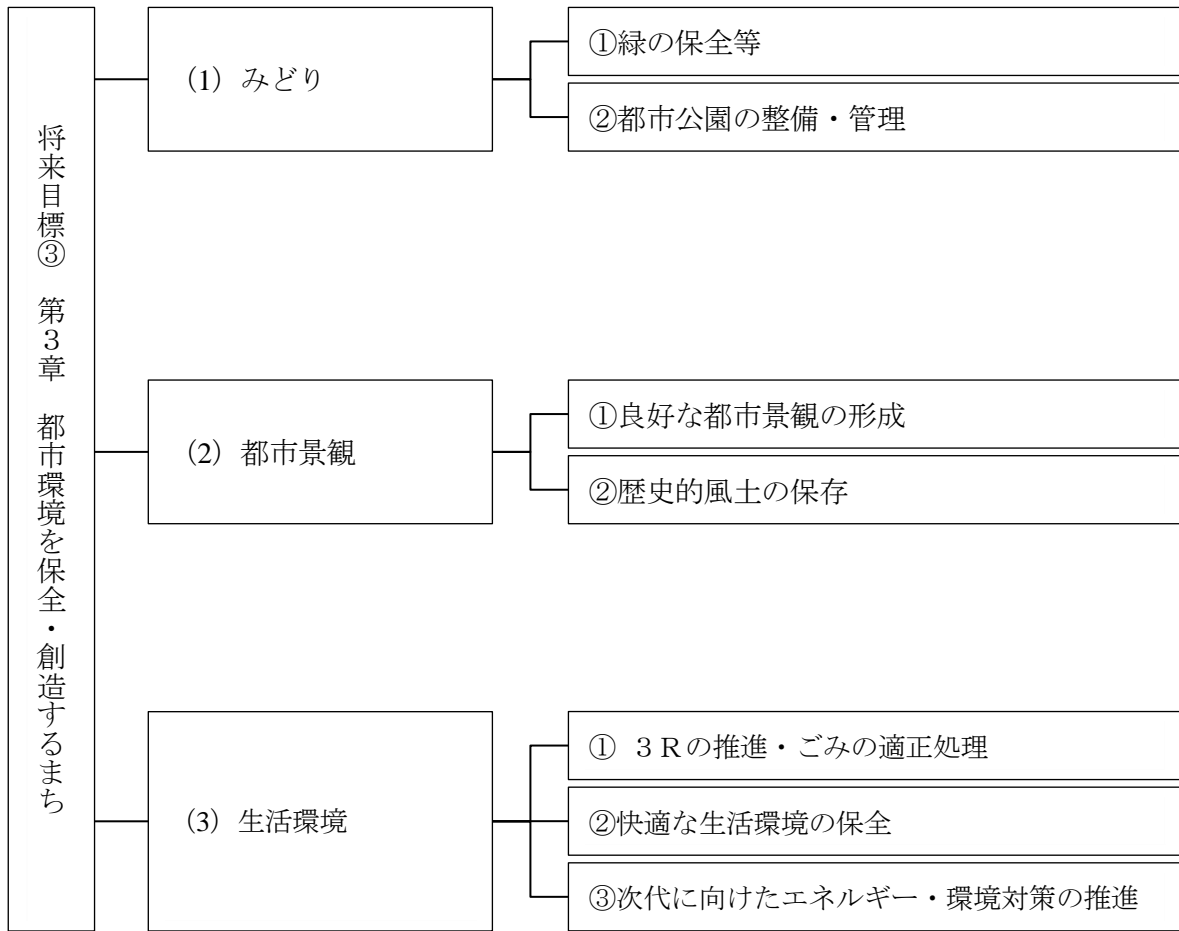 将来目標③　第３章　都市環境を保全・創造するまち
(1) みどり
①緑の保全等
②都市公園の整備・管理
(2) 都市景観
①良好な都市景観の形成
②歴史的風土の保存
(3) 生活環境
① ３Ｒの推進・ごみの適正処理
②快適な生活環境の保全
③次代に向けたエネルギー・環境対策の推進